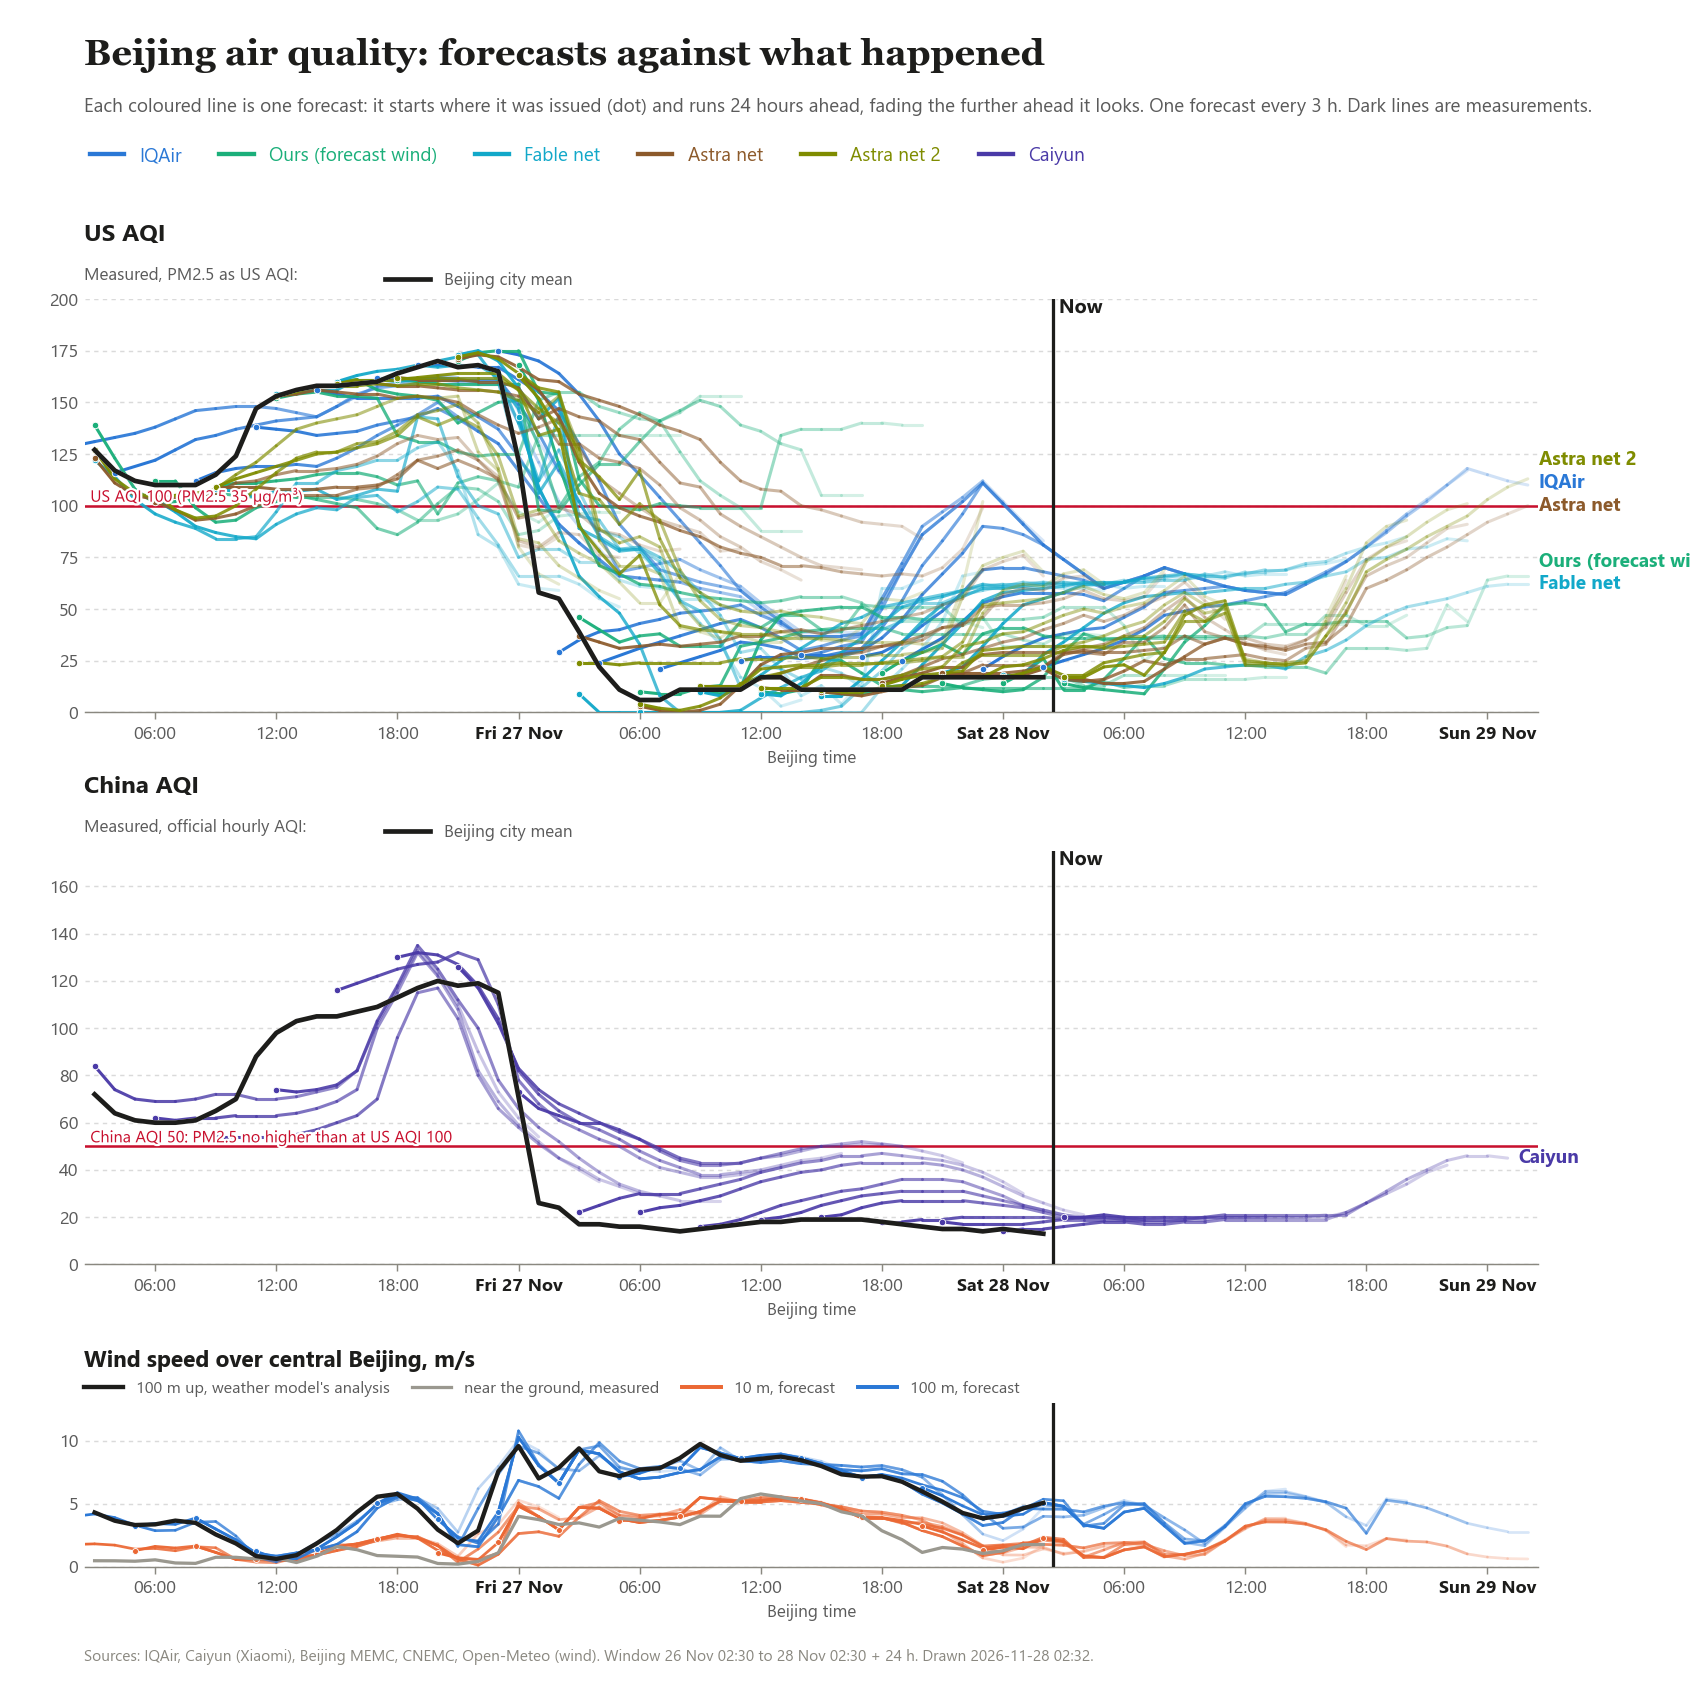 Beijing air quality: forecasts against what happened
Each coloured line is one forecast: it starts where it was issued (dot) and runs 24 hours ahead, fading the further ahead it looks. One forecast every 3 h. Dark lines are measurements.
IQAir Ours (forecast wind) Fable net Astra net Astra net 2 Caiyun
US AQI
Measured, PM2.5 as US AQI: Beijing city mean
200
Now
175
150
125
Astra net 2
IQAir
US AQI 100 (PM2.5 35 µg/m³)
100
Astra net
75
Ours (forecast wi
Fable net
50
25
0
06:00 12:00 18:00 Fri 27 Nov 06:00 12:00 18:00 Sat 28 Nov 06:00 12:00 18:00 Sun 29 Nov
Beijing time
China AQI
Measured, official hourly AQI: Beijing city mean
Now
160
140
120
100
80
60
China AQI 50: PM2.5 no higher than at US AQI 100
Caiyun
40
20
0
06:00 12:00 18:00 Fri 27 Nov 06:00 12:00 18:00 Sat 28 Nov 06:00 12:00 18:00 Sun 29 Nov
Beijing time
Wind speed over central Beijing, m/s
100 m up, weather model's analysis near the ground, measured 10 m, forecast 100 m, forecast
10
5
0
06:00 12:00 18:00 Fri 27 Nov 06:00 12:00 18:00 Sat 28 Nov 06:00 12:00 18:00 Sun 29 Nov
Beijing time
Sources: IQAir, Caiyun (Xiaomi), Beijing MEMC, CNEMC, Open-Meteo (wind). Window 26 Nov 02:30 to 28 Nov 02:30 + 24 h. Drawn 2026-11-28 02:32.